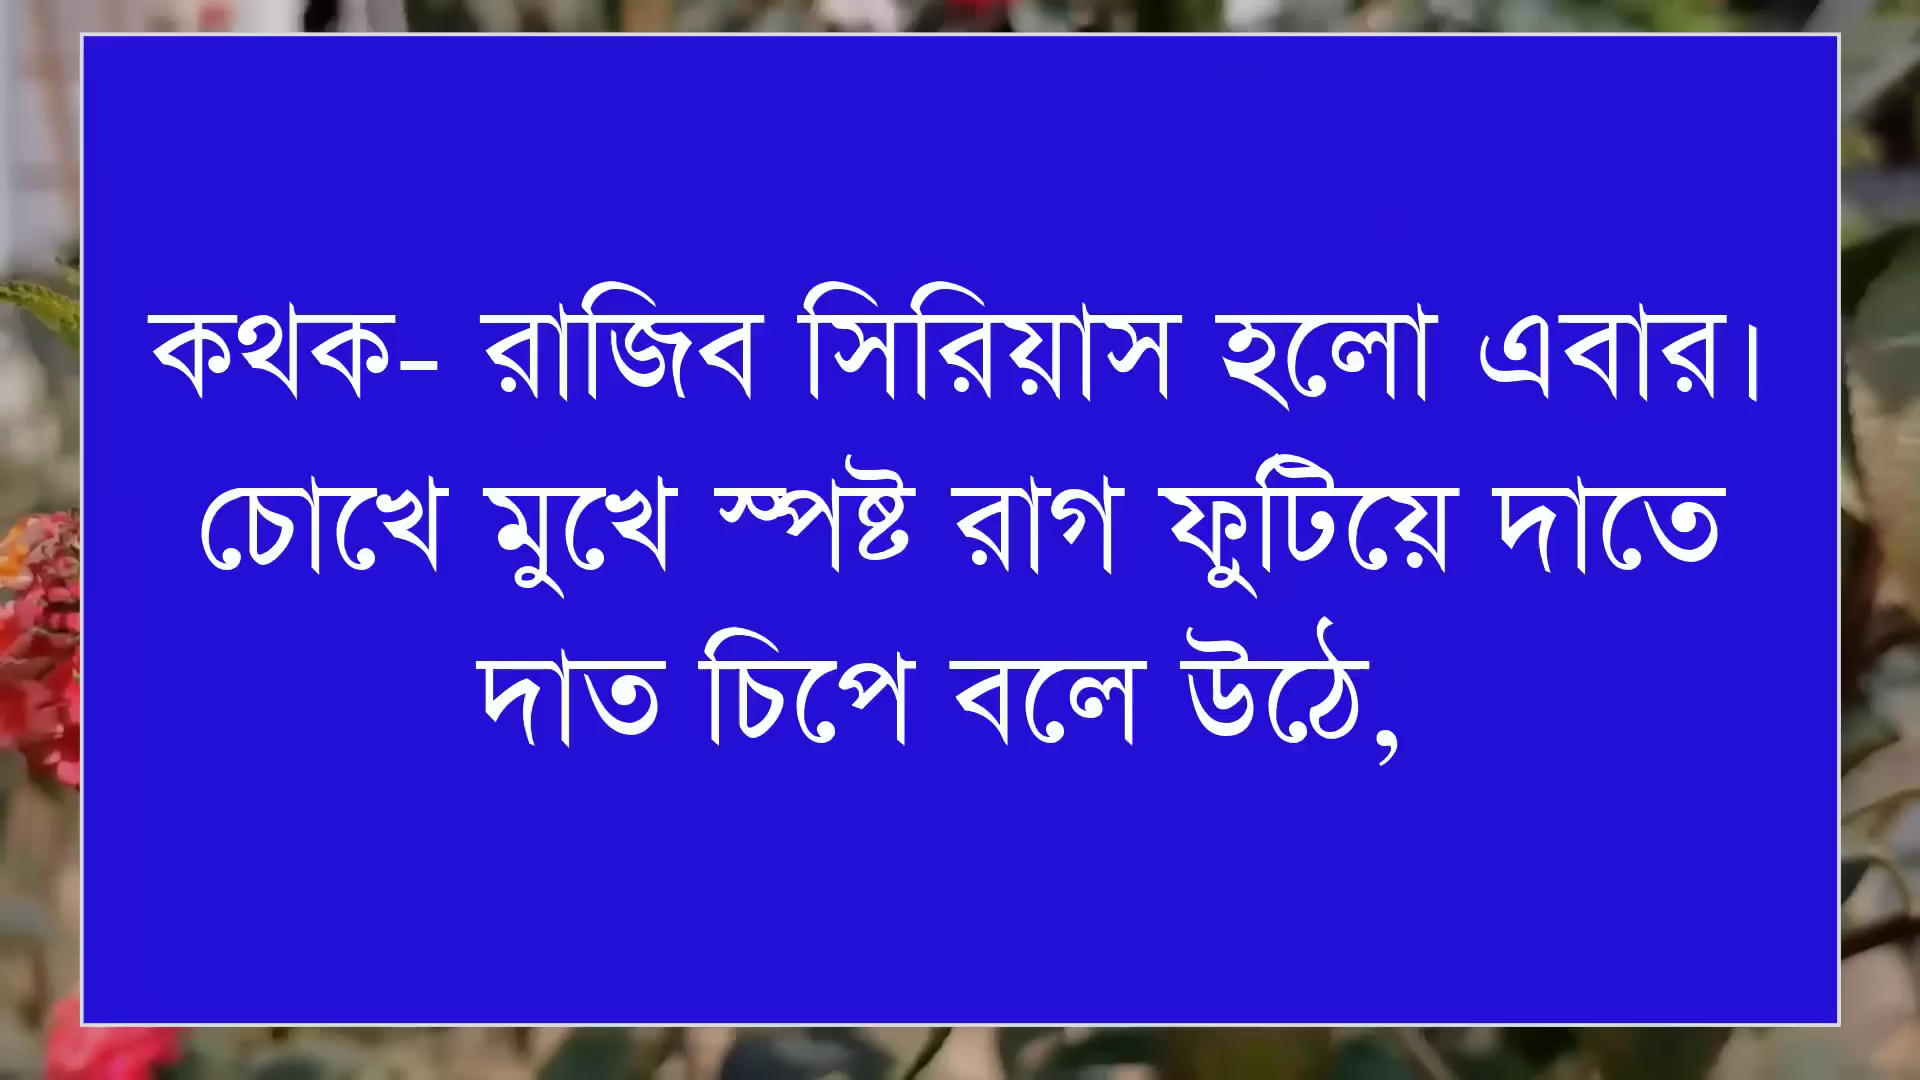 কথক- রাজিব সিরিয়াস হলো এবার।
চোখে মুখে স্পষ্ট রাগ ফুটিয়ে দাতে
দাত চিপে বলে উঠে,